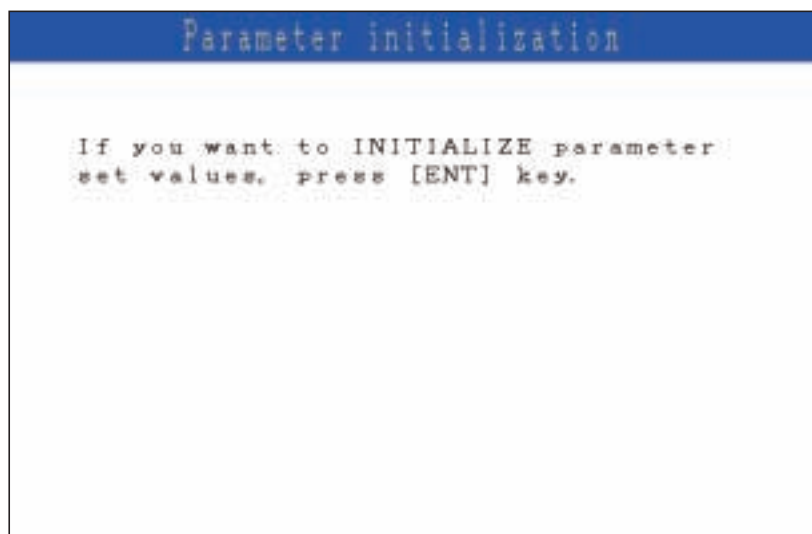 Parameter initialization
If you want to INITIALIZE parameter
set values, press [ENT] key.